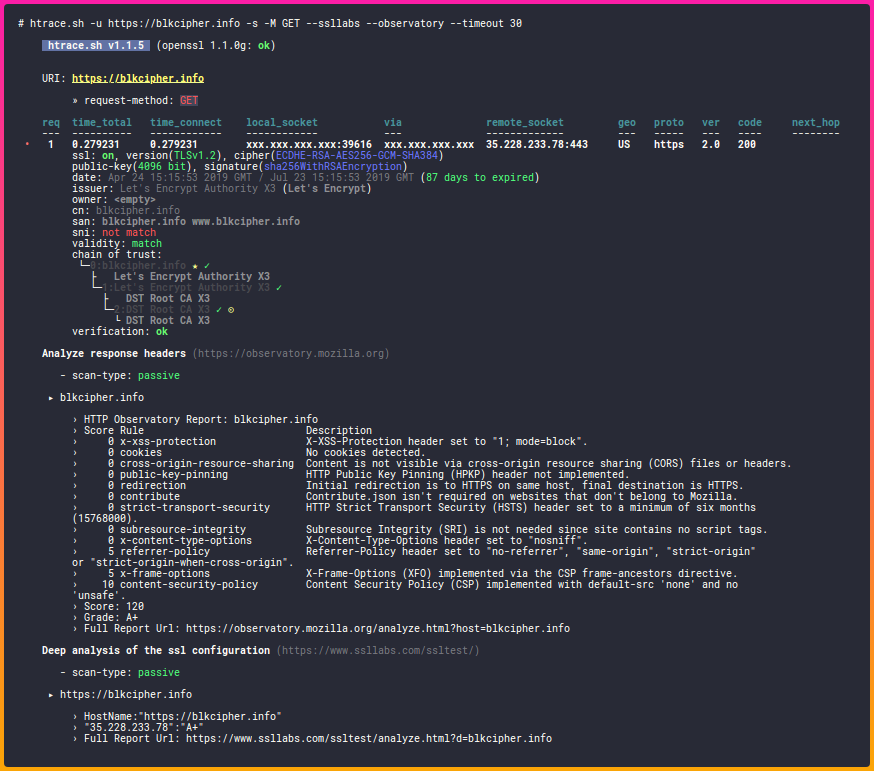 # htrace.sh -u https://blkcipher.info -s -M GET --ssllabs --observatory --timeout 30
htrace.sh v1.1.5 (openssl 1.1.0g: ok)
URI: https://blkcipher.info
» request-method: GET
req time_total time_connect local_socket via remote_socket geo proto ver code next_hop
--- ---------- ------------ ------------ --- ------------- --- ----- --- ---- --------
• 1 0.279231 0.279231 xxx.xxx.xxx.xxx:39616 xxx.xxx.xxx.xxx 35.228.233.78:443 US https 2.0 200
ssl: on, version(TLSv1.2), cipher(ECDHE-RSA-AES256-GCM-SHA384)
public-key(4096 bit), signature(sha256WithRSAEncryption)
date: Apr 24 15:15:53 2019 GMT / Jul 23 15:15:53 2019 GMT (87 days to expired)
issuer: Let's Encrypt Authority X3 (Let's Encrypt)
owner: <empty>
cn: blkcipher.info
san: blkcipher.info www.blkcipher.info
sni: not match
validity: match
chain of trust:
└─0:blkcipher.info ★ ✓
├ Let's Encrypt Authority X3
└─1:Let's Encrypt Authority X3 ✓
├ DST Root CA X3
└─2:DST Root CA X3 ✓ ⊙
└ DST Root CA X3
verification: ok
Analyze response headers (https://observatory.mozilla.org)
- scan-type: passive
▸ blkcipher.info
› HTTP Observatory Report: blkcipher.info
› Score Rule Description
› 0 x-xss-protection X-XSS-Protection header set to "1; mode=block".
› 0 cookies No cookies detected.
› 0 cross-origin-resource-sharing Content is not visible via cross-origin resource sharing (CORS) files or headers.
› 0 public-key-pinning HTTP Public Key Pinning (HPKP) header not implemented.
› 0 redirection Initial redirection is to HTTPS on same host, final destination is HTTPS.
› 0 contribute Contribute.json isn't required on websites that don't belong to Mozilla.
› 0 strict-transport-security HTTP Strict Transport Security (HSTS) header set to a minimum of six months
(15768000).
› 0 subresource-integrity Subresource Integrity (SRI) is not needed since site contains no script tags.
› 0 x-content-type-options X-Content-Type-Options header set to "nosniff".
› 5 referrer-policy Referrer-Policy header set to "no-referrer", "same-origin", "strict-origin"
or "strict-origin-when-cross-origin".
› 5 x-frame-options X-Frame-Options (XFO) implemented via the CSP frame-ancestors directive.
› 10 content-security-policy Content Security Policy (CSP) implemented with default-src 'none' and no
'unsafe'.
› Score: 120
› Grade: A+
› Full Report Url: https://observatory.mozilla.org/analyze.html?host=blkcipher.info
Deep analysis of the ssl configuration (https://www.ssllabs.com/ssltest/)
- scan-type: passive
▸ https://blkcipher.info
› HostName:"https://blkcipher.info"
› "35.228.233.78":"A+"
› Full Report Url: https://www.ssllabs.com/ssltest/analyze.html?d=blkcipher.info